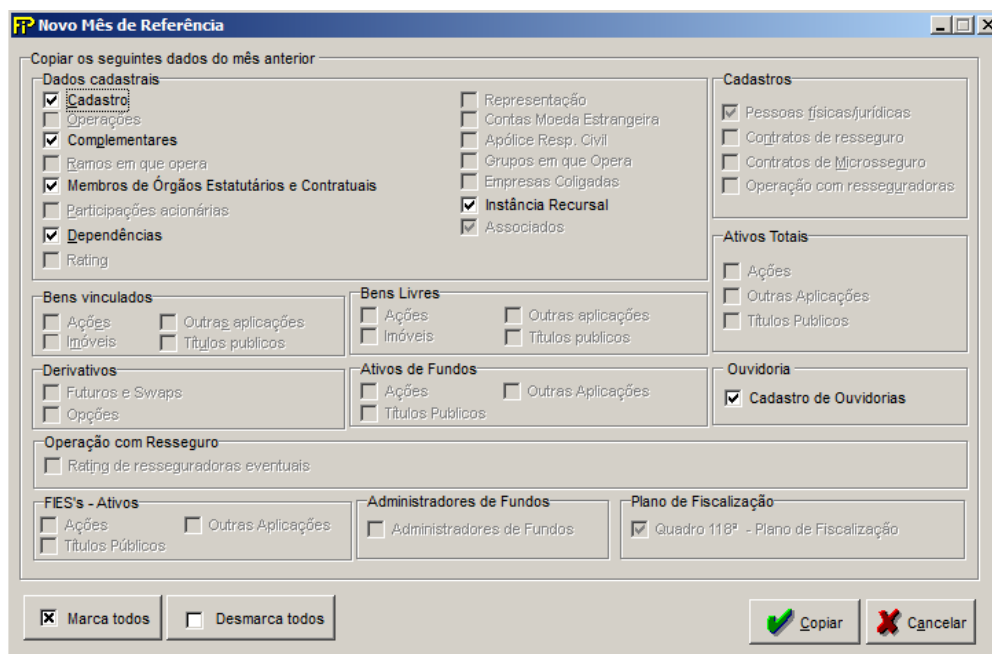 FiP Novo Mês de Referência
Copiar os seguintes dados do mês anterior
Dados cadastrais
Cadastro
Operações
Complementares
Ramos em que opera
Membros de Órgãos Estatutários e Contratuais
Participações acionárias
Dependências
Rating
Representação
Contas Moeda Estrangeira
Apólice Resp. Civil
Grupos em que Opera
Empresas Coligadas
Instância Recursal
Associados
Cadastros
Pessoas físicas/jurídicas
Contratos de resseguro
Contratos de Microsseguro
Operação com resseguradoras
Ativos Totais
Ações
Outras Aplicações
Títulos Publicos
Bens vinculados
Ações
Outras aplicações
Imóveis
Títulos publicos
Bens Livres
Ações
Outras aplicações
Imóveis
Títulos publicos
Derivativos
Futuros e Swaps
Opções
Ativos de Fundos
Ações
Outras Aplicações
Títulos Publicos
Ouvidoria
Cadastro de Ouvidorias
Operação com Resseguro
Rating de resseguradoras eventuais
FIES's - Ativos
Ações
Outras Aplicações
Títulos Públicos
Administradores de Fundos
Administradores de Fundos
Plano de Fiscalização
Quadro 118ª - Plano de Fiscalização
Marca todos
Desmarca todos
Copiar
Cancelar